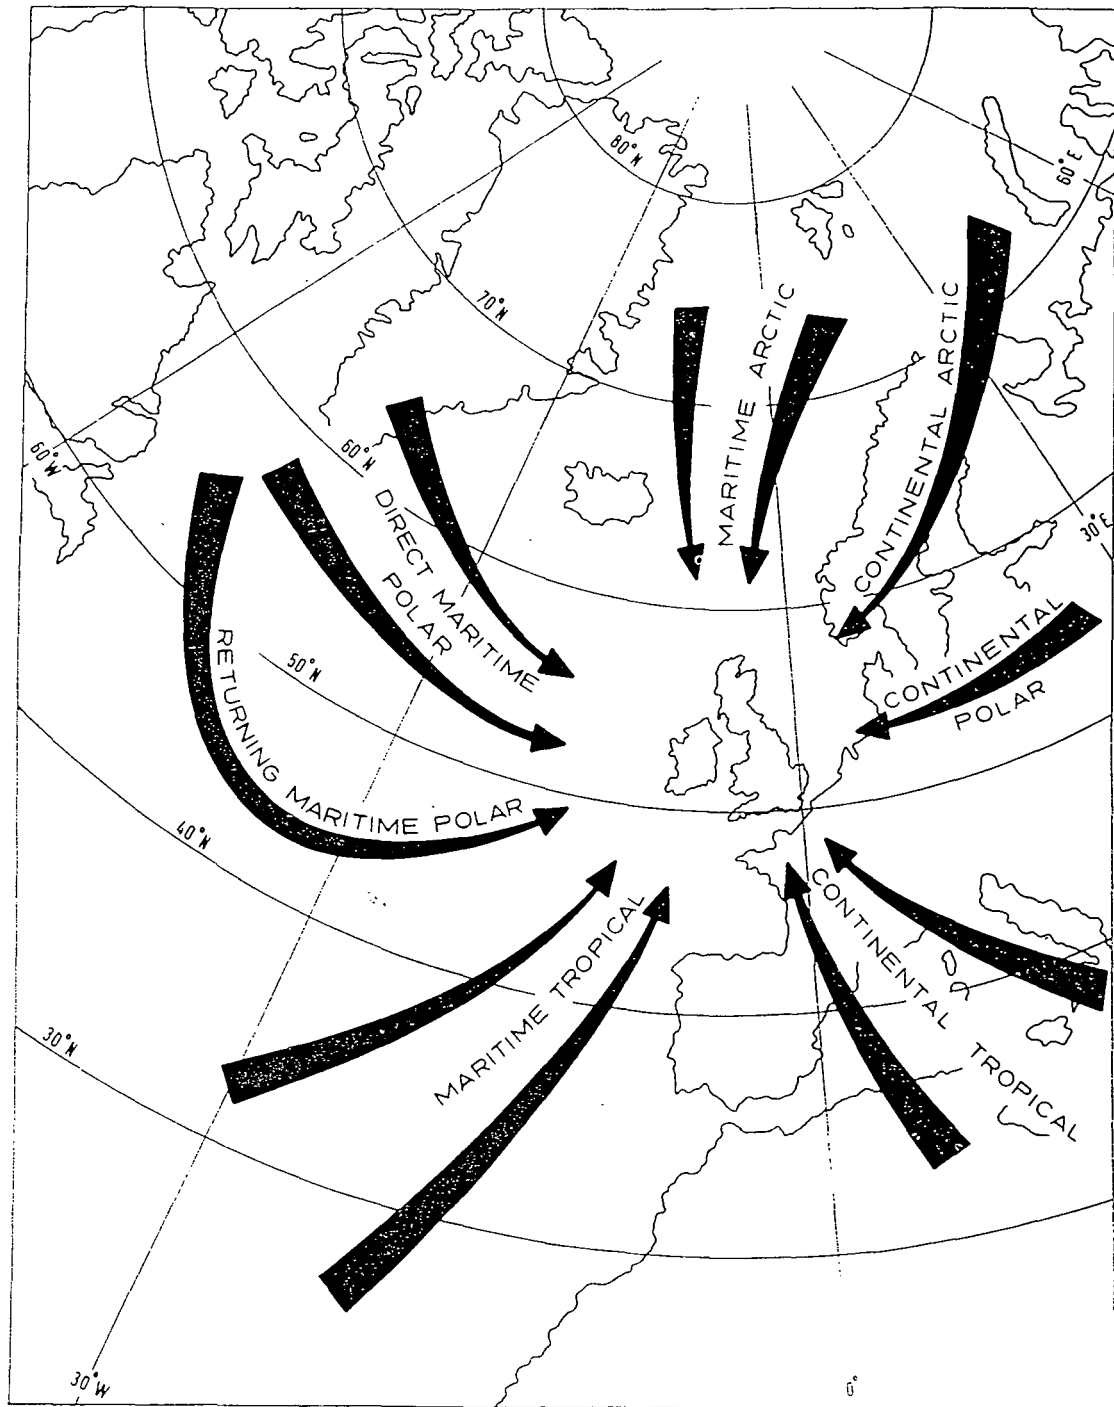 80°N
60°E
70°N
MARITIME ARCTIC
CONTINENTAL ARCTIC
60°W
60°N
30°E
DIRECT MARITIME
POLAR
CONTINENTAL
POLAR
50°N
RETURNING MARITIME POLAR
40°N
MARITIME TROPICAL
CONTINENTAL TROPICAL
30°N
30°W
0°